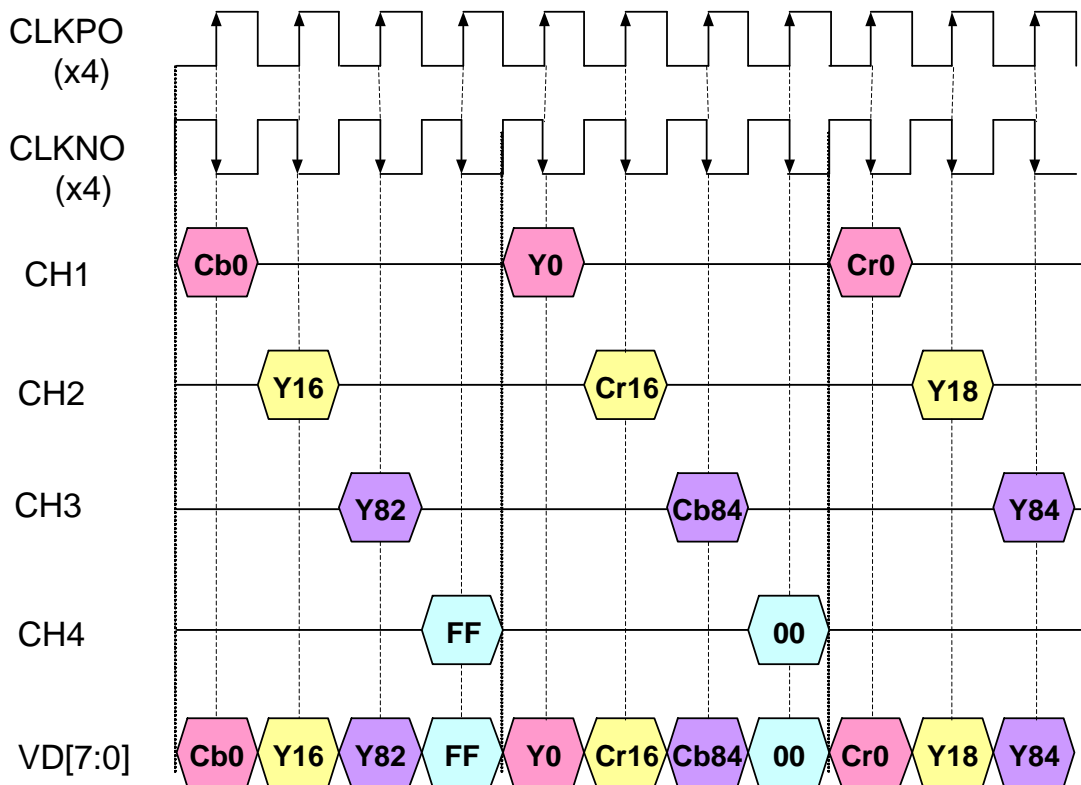 CLKPO
(x4)
CLKNO
(x4)
CH1 Cb0 Y0 Cr0
CH2 Y16 Cr16 Y18
CH3 Y82 Cb84 Y84
CH4 FF 00
VD[7:0] Cb0 Y16 Y82 FF Y0 Cr16 Cb84 00 Cr0 Y18 Y84